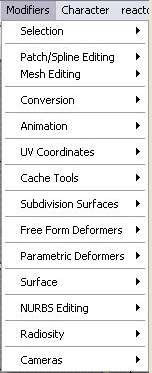 Modifiers Character reacto
Selection
Patch/Spline Editing
Mesh Editing
Conversion
Animation
UV Coordinates
Cache Tools
Subdivision Surfaces
Free Form Deformers
Parametric Deformers
Surface
NURBS Editing
Radiosity
Cameras